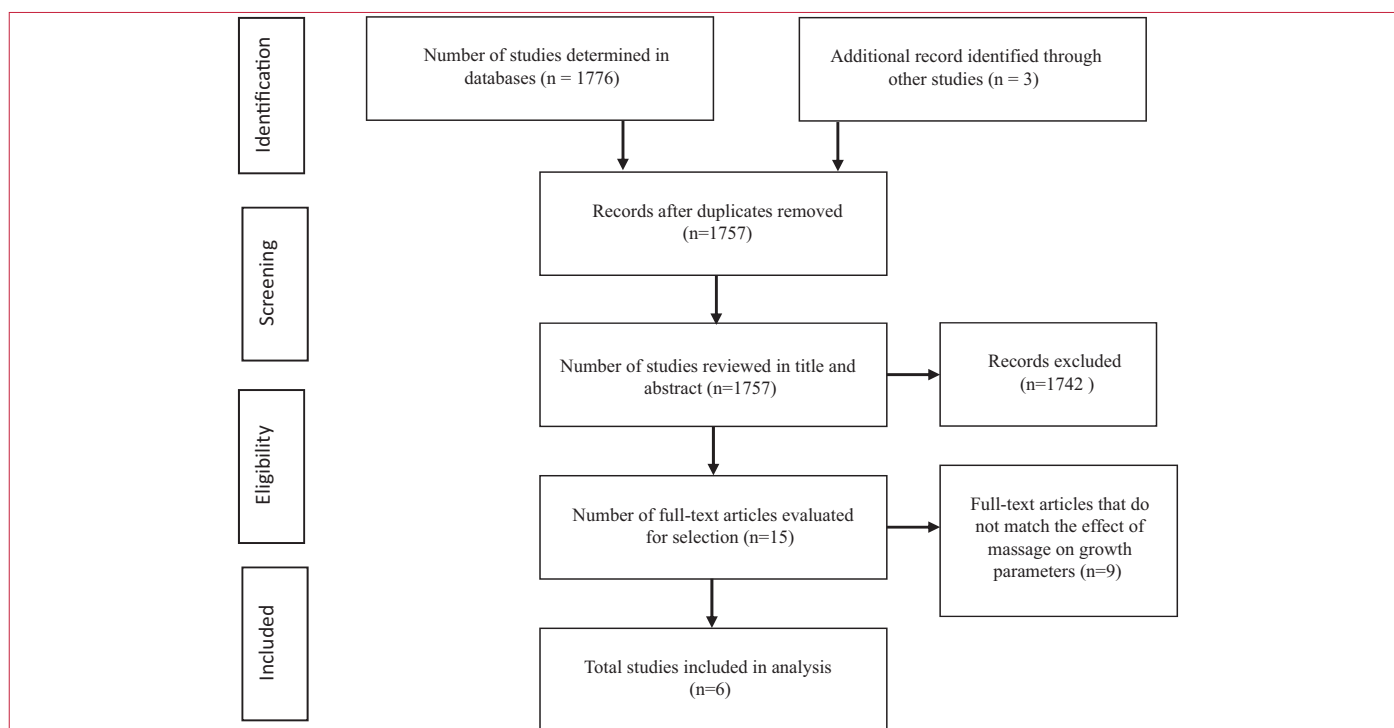 Identification
Number of studies determined in
databases (n = 1776)
Additional record identified through
other studies (n = 3)
Records after duplicates removed
(n=1757)
Screening
Number of studies reviewed in title and
abstract (n=1757)
Records excluded
(n=1742 )
Eligibility
Number of full-text articles evaluated
for selection (n=15)
Full-text articles that do
not match the effect of
massage on growth
parameters (n=9)
Included
Total studies included in analysis
(n=6)